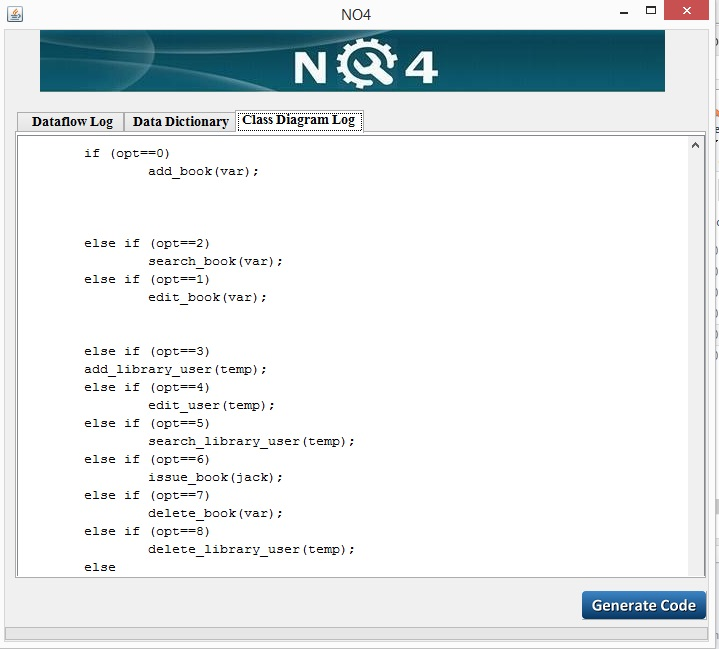 NO4
NO4
Dataflow Log
Data Dictionary
Class Diagram Log
if (opt==0)
add_book(var);
else if (opt==2)
search_book(var);
else if (opt==1)
edit_book(var);
else if (opt==3)
add_library_user(temp);
else if (opt==4)
edit_user(temp);
else if (opt==5)
search_library_user(temp);
else if (opt==6)
issue_book(jack);
else if (opt==7)
delete_book(var);
else if (opt==8)
delete_library_user(temp);
else
Generate Code